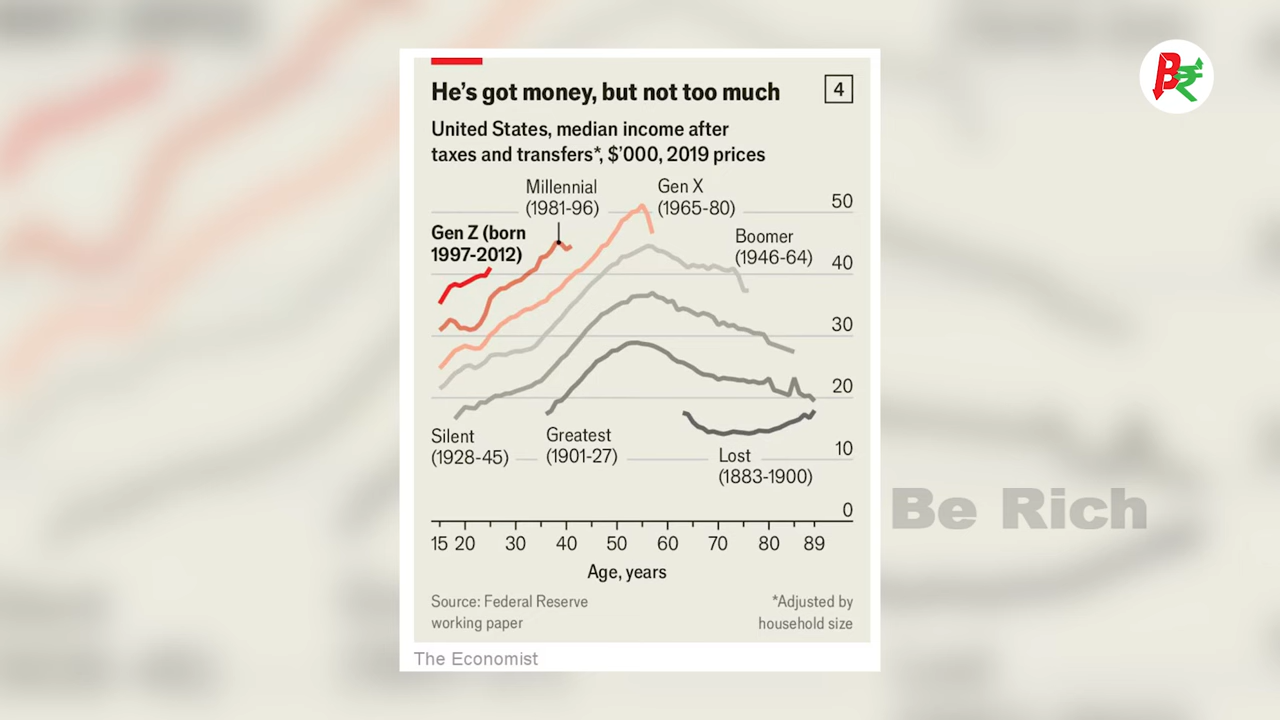 He's got money, but not too much
4
United States, median income after
taxes and transfers*, $'000, 2019 prices
Millennial
(1981-96)
Gen X
(1965-80)
50
Gen Z (born
1997-2012)
Boomer
(1946-64)
40
30
20
Silent
(1928-45)
Greatest
(1901-27)
Lost
(1883-1900)
10
0
15 20 30 40 50 60 70 80 89
Age, years
Source: Federal Reserve
working paper
*Adjusted by
household size
The Economist
Be Rich
B₹